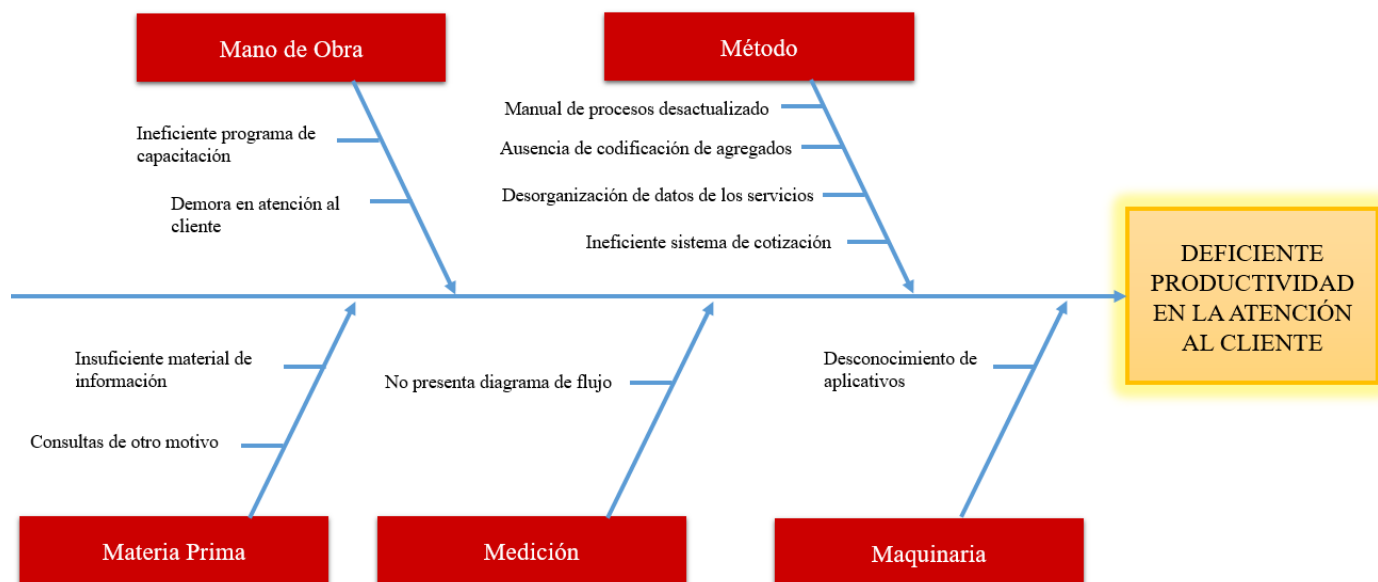 Mano de Obra
Método
Manual de procesos desactualizado
Ineficiente programa de
capacitación
Ausencia de codificación de agregados
Demora en atención al
cliente
Desorganización de datos de los servicios
Ineficiente sistema de cotización
DEFICIENTE
PRODUCTIVIDAD
EN LA ATENCIÓN
AL CLIENTE
Insuficiente material de
información
No presenta diagrama de flujo
Desconocimiento de
aplicativos
Consultas de otro motivo
Materia Prima
Medición
Maquinaria